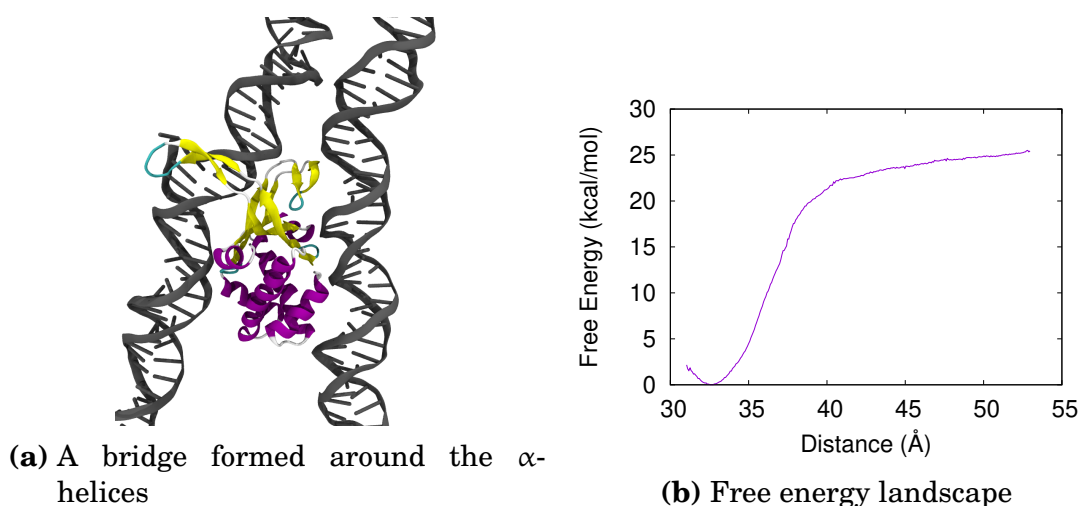 30
25
20
15
10
5
0
30 35 40 45 50 55
Free Energy (kcal/mol)
Distance (Å)
(a) A bridge formed around the α-
helices
(b) Free energy landscape